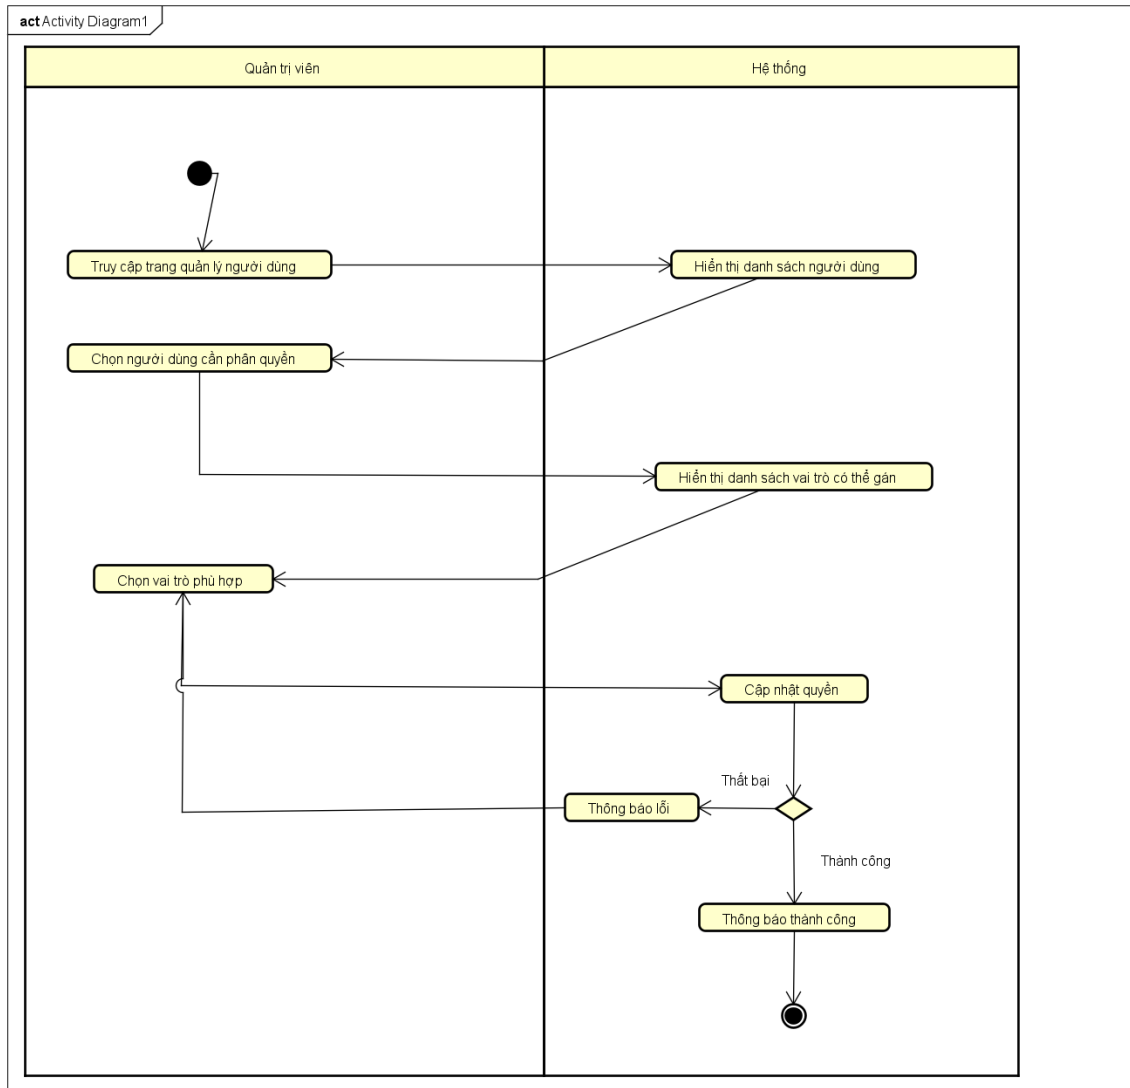 act Activity Diagram1
Quản trị viên
Hệ thống
Truy cập trang quản lý người dùng
Hiển thị danh sách người dùng
Chọn người dùng cần phân quyền
Hiển thị danh sách vai trò có thể gán
Chọn vai trò phù hợp
Cập nhật quyền
Thất bại
Thông báo lỗi
Thành công
Thông báo thành công